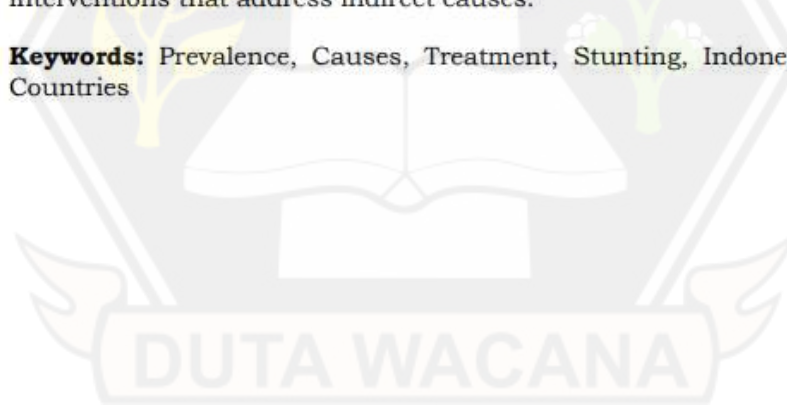 interventions that address indirect causes.
Keywords: Prevalence, Causes, Treatment, Stunting, Indone
Countries
DUTA WACANA